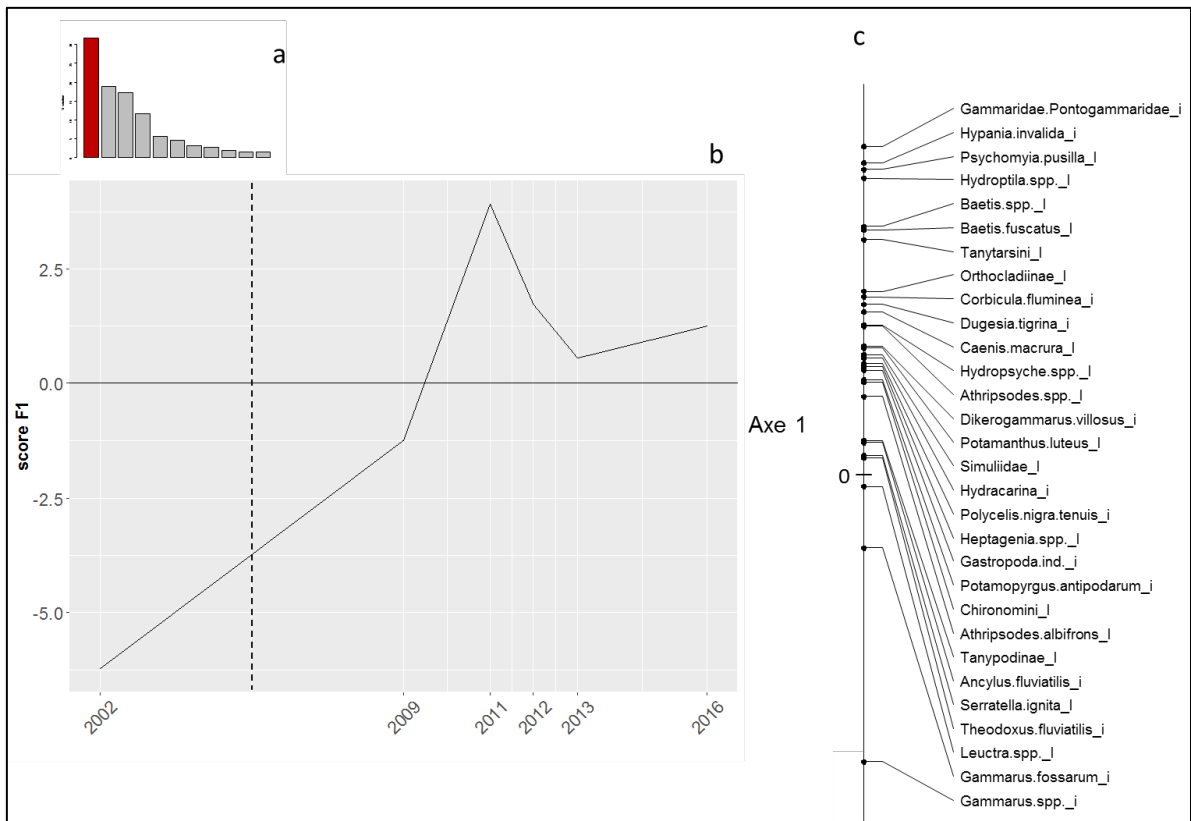 a
b
c
2.5
0.0
-2.5
-5.0
score F1
2002
2009
2011
2012
2013
2016
Axe 1
0
Gammaridae.Pontogammaridae_i
Hypania.invalida_i
Psychomyia.pusilla_l
Hydroptila.spp._l
Baetis.spp._l
Baetis.fuscatus_l
Tanytarsini_l
Orthocladiinae_l
Corbicula.fluminea_i
Dugesia.tigrina_i
Caenis.macrura_l
Hydropsyche.spp._l
Athripsodes.spp._l
Dikerogammarus.villosus_i
Potamanthus.luteus_l
Simuliidae_l
Hydracarina_i
Polycelis.nigra.tenuis_i
Heptagenia.spp._l
Gastropoda.ind._i
Potamopyrgus.antipodarum_i
Chironomini_l
Athripsodes.albifrons_l
Tanypodinae_l
Ancylus.fluviatilis_i
Serratella.ignita_l
Theodoxus.fluviatilis_i
Leuctra.spp._l
Gammarus.fossarum_i
Gammarus.spp._i